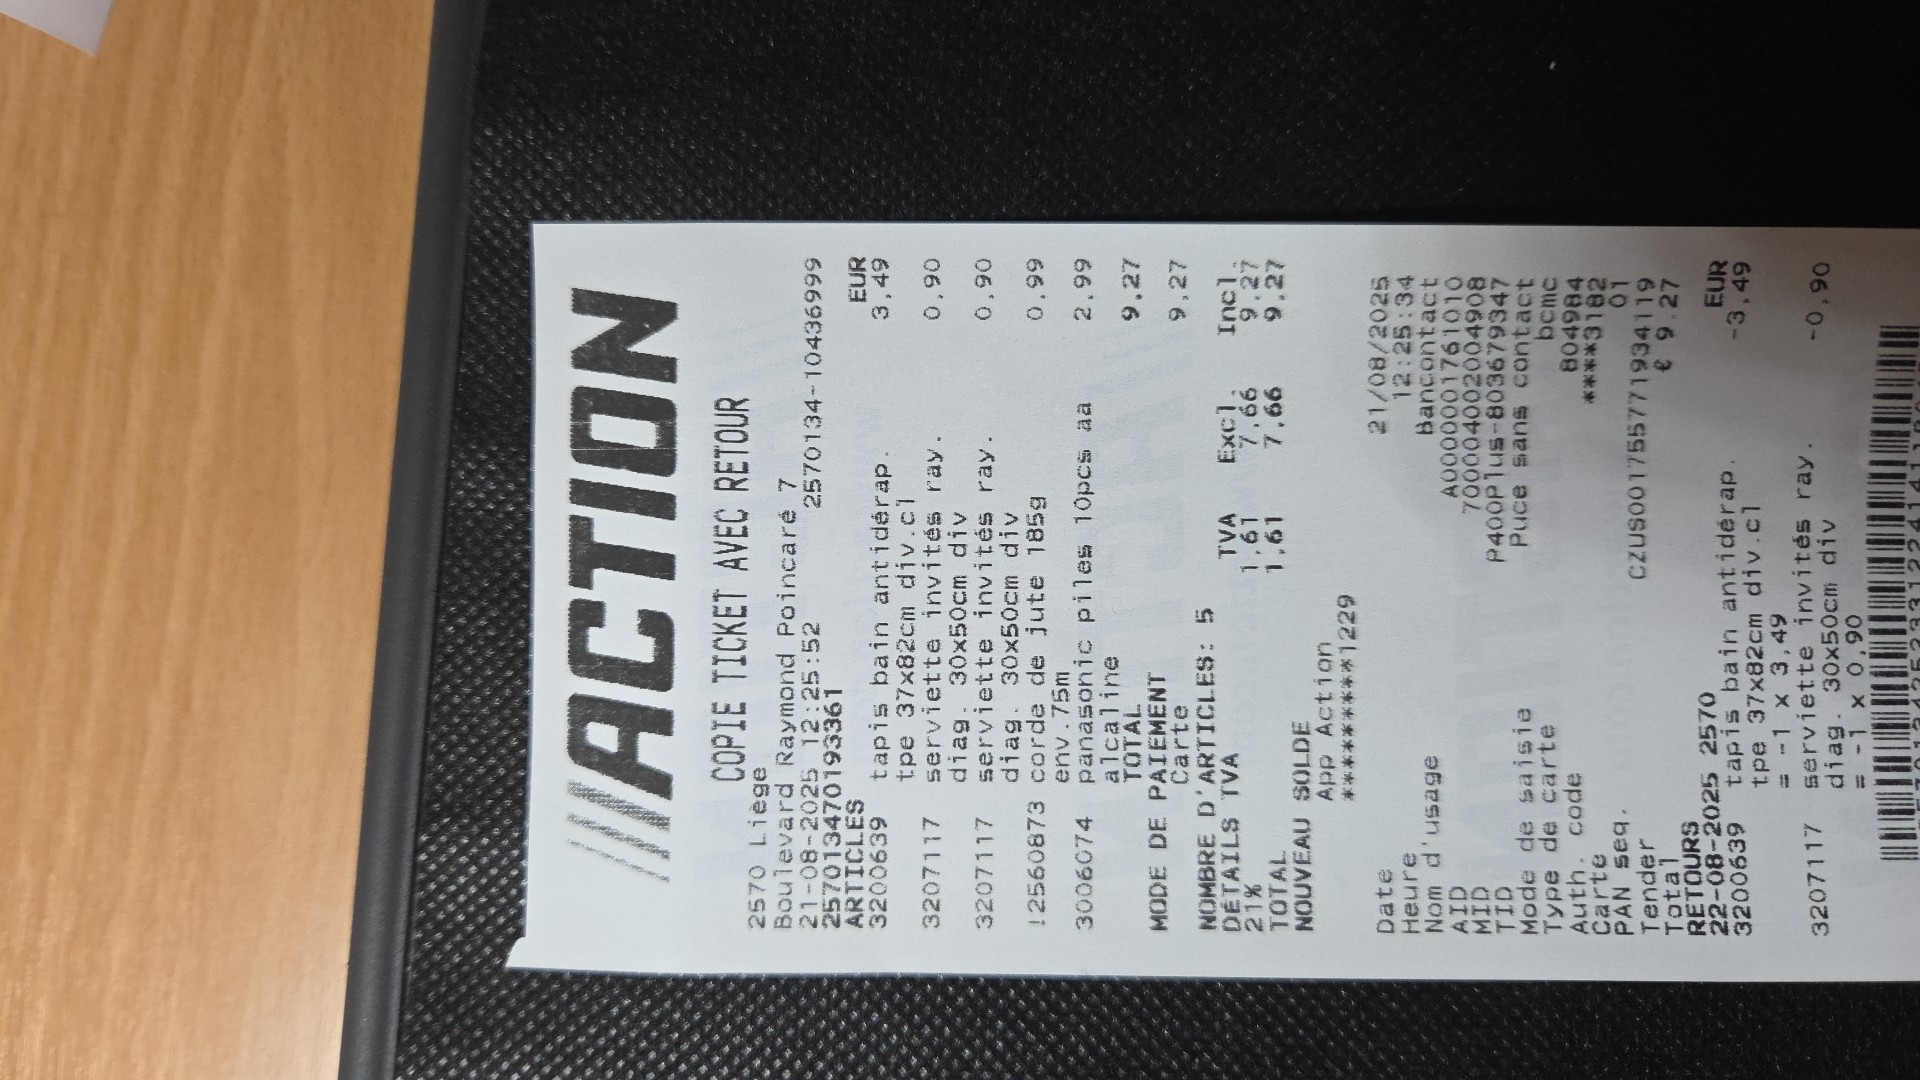 ///ACTION
COPIE TICKET AVEC RETOUR
2570 Liège
Boulevard Raymond Poincaré 7
21-08-2025 12:25:52 2570134-10436999
2570134701933361
ARTICLES EUR
3200639 tapis bain antidérap. 3,49
tpe 37x82cm div.cl
3207117 serviette invités ray. 0,90
diag. 30x50cm div
3207117 serviette invités ray. 0,90
diag. 30x50cm div
12560873 corde de jute 185g 0,99
env.75m
3006074 panasonic piles 10pcs aa 2,99
alcaline
TOTAL 9,27
MODE DE PAIEMENT
Carte 9,27
NOMBRE D'ARTICLES: 5
DÉTAILS TVA TVA Excl. Incl.
21% 1,61 7,66 9,27
TOTAL 1,61 7,66 9,27
NOUVEAU SOLDE
App Action
*********1229
Date 21/08/2025
Heure 12:25:34
Nom d'usage Bancontact
AID A0000001761010
MID 70004002004908
TID P400Plus-803679347
Mode de saisie Puce sans contact
Type de carte bcmc
Auth. code 804984
Carte ****3182
PAN seq. 01
Tender CZUS001755771934119
Total € 9.27
RETOURS
22-08-2025 2570 EUR
3200639 tapis bain antidérap. -3,49
tpe 37x82cm div.cl
= -1 x 3,49
3207117 serviette invités ray. -0,90
diag. 30x50cm div
= -1 x 0,90